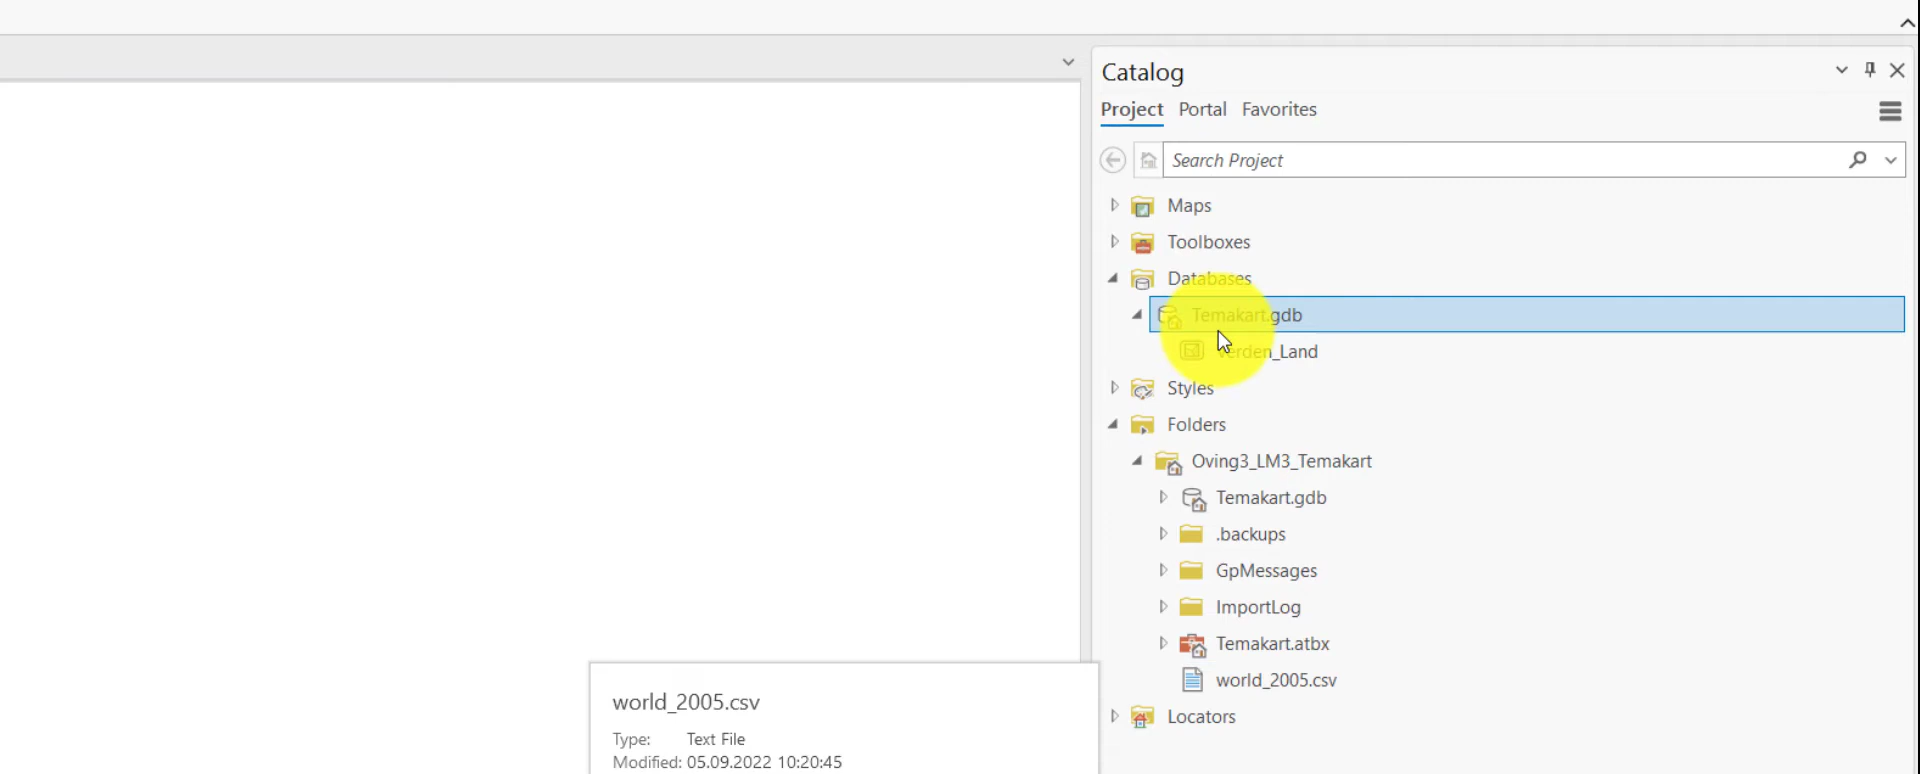 Catalog
Project Portal Favorites
Search Project
Maps
Toolboxes
Databases
Temakart.gdb
Verden_Land
Styles
Folders
Oving3_LM3_Temakart
Temakart.gdb
.backups
GpMessages
ImportLog
Temakart.atbx
world_2005.csv
Locators
world_2005.csv
Type: Text File
Modified: 05.09.2022 10:20:45